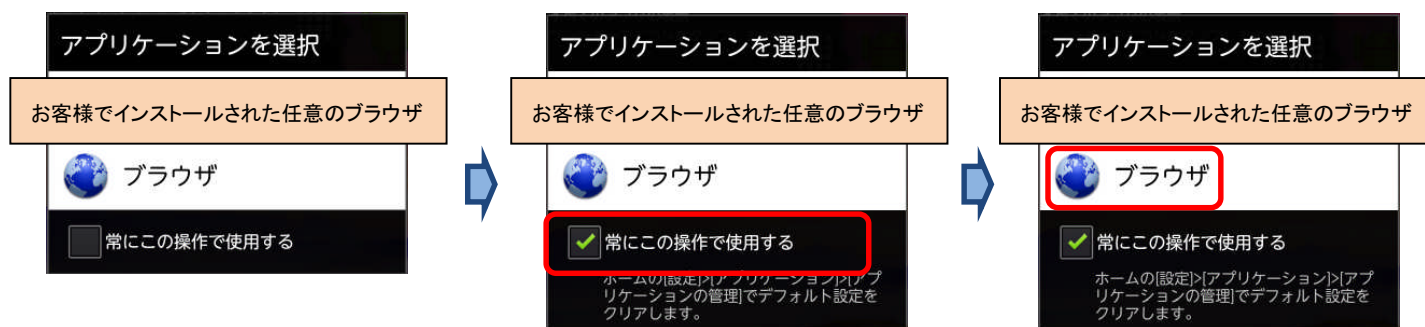 アプリケーションを選択
お客様でインストールされた任意のブラウザ
ブラウザ
常にこの操作で使用する
アプリケーションを選択
お客様でインストールされた任意のブラウザ
ブラウザ
常にこの操作で使用する
ホームの[設定]>[アプリケーション]>[アプ
リケーションの管理]でデフォルト設定を
クリアします。
アプリケーションを選択
お客様でインストールされた任意のブラウザ
ブラウザ
常にこの操作で使用する
ホームの[設定]>[アプリケーション]>[アプ
リケーションの管理]でデフォルト設定を
クリアします。